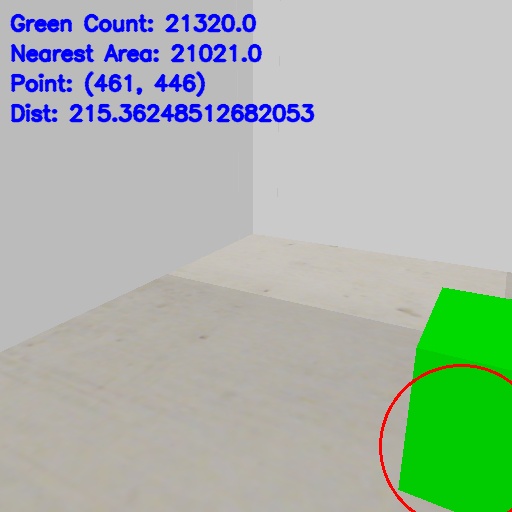 Green Count: 21320.0
Nearest Area: 21021.0
Point: (461, 446)
Dist: 215.36248512682053